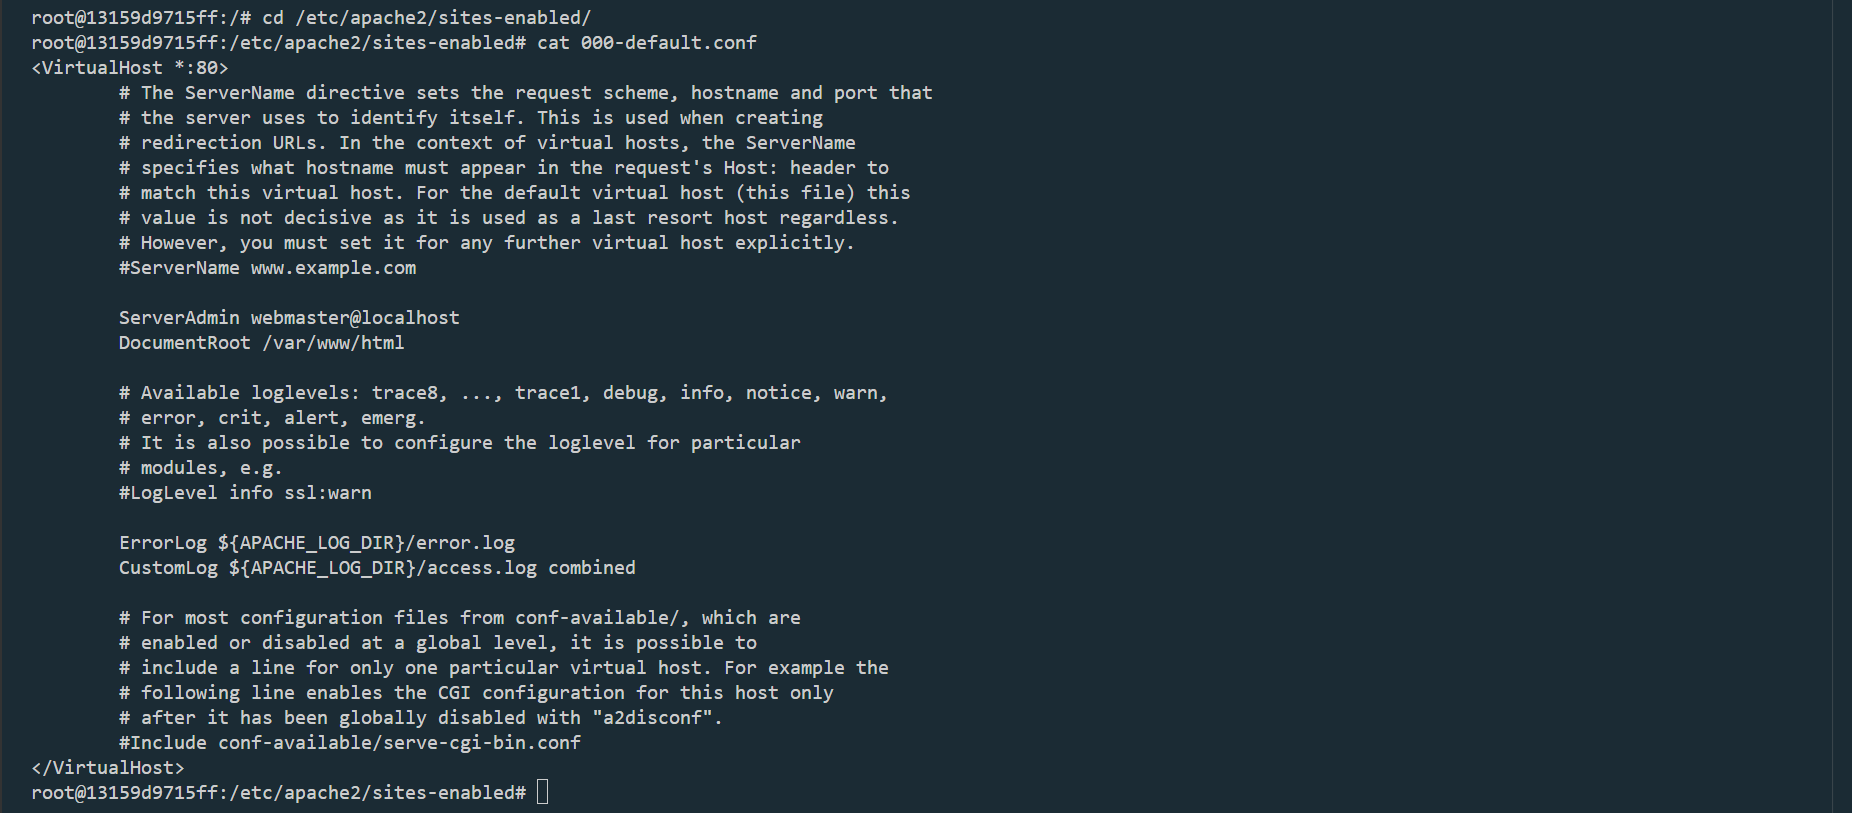 root@13159d9715ff:/# cd /etc/apache2/sites-enabled/
root@13159d9715ff:/etc/apache2/sites-enabled# cat 000-default.conf
<VirtualHost *:80>
        # The ServerName directive sets the request scheme, hostname and port that
        # the server uses to identify itself. This is used when creating
        # redirection URLs. In the context of virtual hosts, the ServerName
        # specifies what hostname must appear in the request's Host: header to
        # match this virtual host. For the default virtual host (this file) this
        # value is not decisive as it is used as a last resort host regardless.
        # However, you must set it for any further virtual host explicitly.
        #ServerName www.example.com

        ServerAdmin webmaster@localhost
        DocumentRoot /var/www/html

        # Available loglevels: trace8, ..., trace1, debug, info, notice, warn,
        # error, crit, alert, emerg.
        # It is also possible to configure the loglevel for particular
        # modules, e.g.
        #LogLevel info ssl:warn

        ErrorLog ${APACHE_LOG_DIR}/error.log
        CustomLog ${APACHE_LOG_DIR}/access.log combined

        # For most configuration files from conf-available/, which are
        # enabled or disabled at a global level, it is possible to
        # include a line for only one particular virtual host. For example the
        # following line enables the CGI configuration for this host only
        # after it has been globally disabled with "a2disconf".
        #Include conf-available/serve-cgi-bin.conf
</VirtualHost>
root@13159d9715ff:/etc/apache2/sites-enabled#